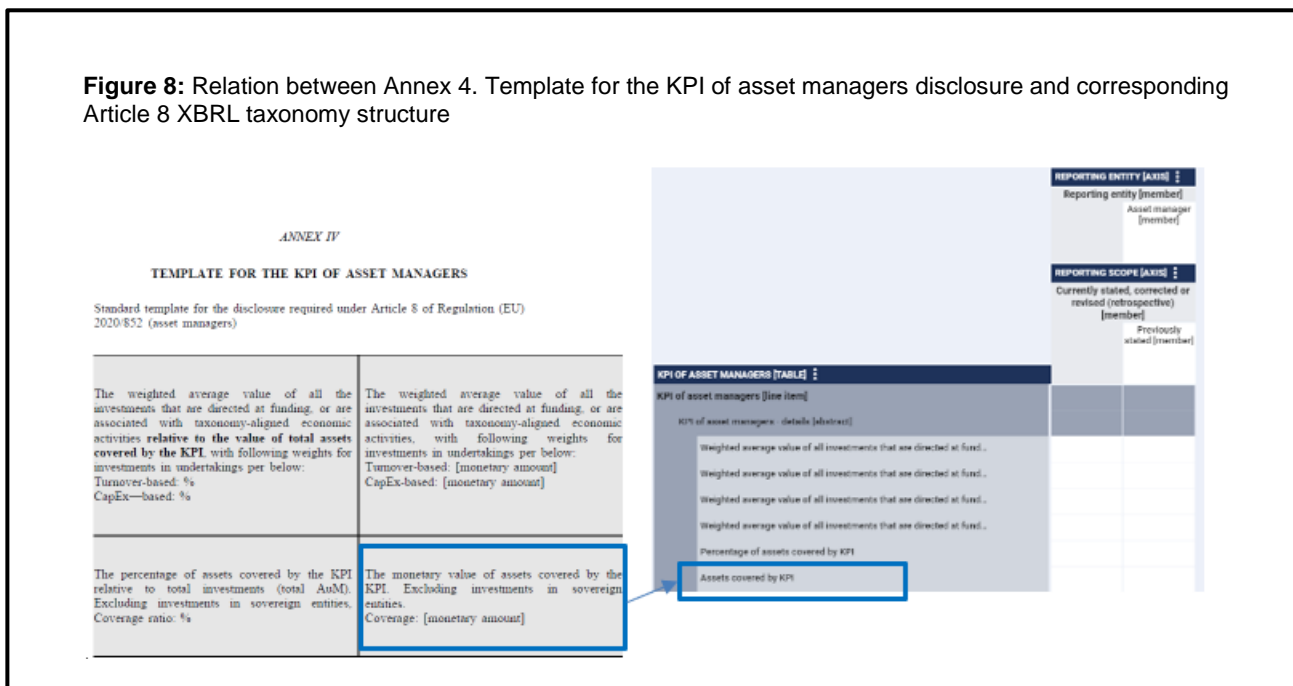 Figure 8: Relation between Annex 4. Template for the KPI of asset managers disclosure and corresponding
Article 8 XBRL taxonomy structure
ANNEX IV
TEMPLATE FOR THE KPI OF ASSET MANAGERS
Standard template for the disclosure required under Article 8 of Regulation (EU)
2020/852 (asset managers)
The weighted average value of all the
investments that are directed at funding, or are
associated with taxonomy-aligned economic
activities relative to the value of total assets
covered by the KPI, with following weights for
investments in undertakings per below:
Turnover-based: %
CapEx—based: %
The weighted average value of all the
investments that are directed at funding, or are
associated with taxonomy-aligned economic
activities, with following weights for
investments in undertakings per below:
Turnover-based: [monetary amount]
CapEx-based: [monetary amount]
The percentage of assets covered by the KPI
relative to total investments (total AuM).
Excluding investments in sovereign entities,
Coverage ratio: %
The monetary value of assets covered by the
KPI. Excluding investments in sovereign
entities.
Coverage: [monetary amount]
REPORTING ENTITY [AXIS]
Reporting entity [member]
Asset manager
[member]
REPORTING SCOPE [AXIS]
Currently stated, corrected or
revised (retrospective)
[member]
Previously
stated [member]
KPI OF ASSET MANAGERS [TABLE]
KPI of asset managers [line item]
KPI of asset managers - details [abstract]
Weighted average value of all investments that are directed at fund...
Weighted average value of all investments that are directed at fund...
Weighted average value of all investments that are directed at fund...
Weighted average value of all investments that are directed at fund...
Percentage of assets covered by KPI
Assets covered by KPI